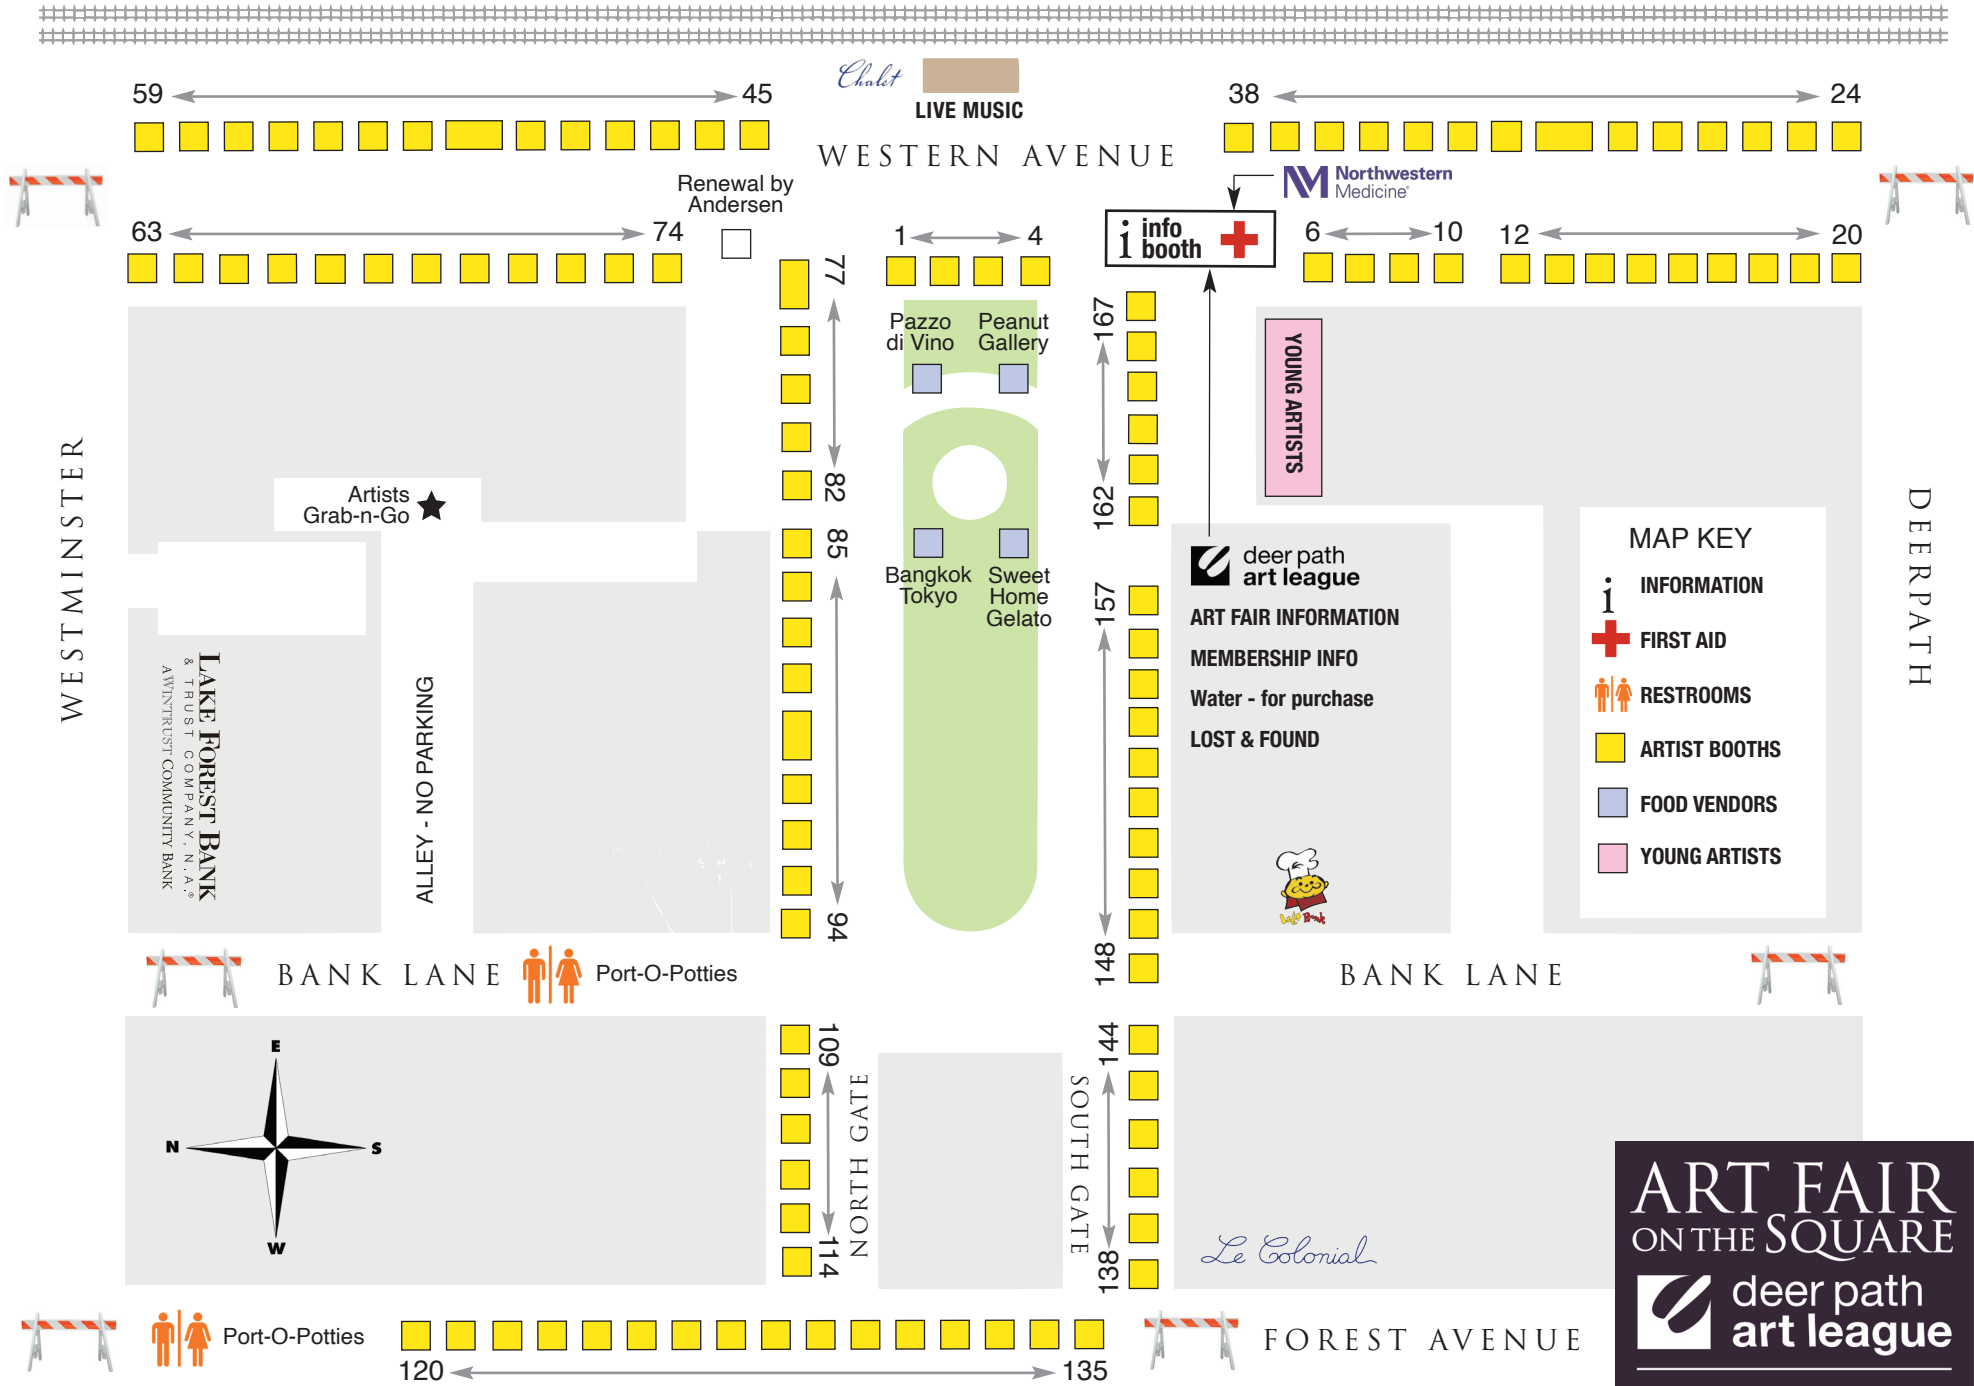 Chalet
LIVE MUSIC
59
45
38
24
WESTERN AVENUE
Northwestern
Medicine®
Renewal by
Andersen
info
booth
i
63
74
1
4
6
10
12
20
77
82
85
94
Pazzo
di Vino
Peanut
Gallery
Bangkok
Tokyo
Sweet
Home
Gelato
167
162
157
148
YOUNG ARTISTS
Artists
Grab-n-Go
WESTMINSTER
DEERPATH
LAKE FOREST BANK
& TRUST COMPANY, N.A.®
A WINTRUST COMMUNITY BANK
ALLEY - NO PARKING
deer path
art league
ART FAIR INFORMATION
MEMBERSHIP INFO
Water - for purchase
LOST & FOUND
MAP KEY
i
INFORMATION
FIRST AID
RESTROOMS
ARTIST BOOTHS
FOOD VENDORS
YOUNG ARTISTS
BANK LANE
Port-O-Potties
BANK LANE
E
N
S
W
109
114
NORTH GATE
SOUTH GATE
144
138
Le Colonial
Port-O-Potties
120
135
FOREST AVENUE
ART FAIR
ON THE SQUARE
deer path
art league